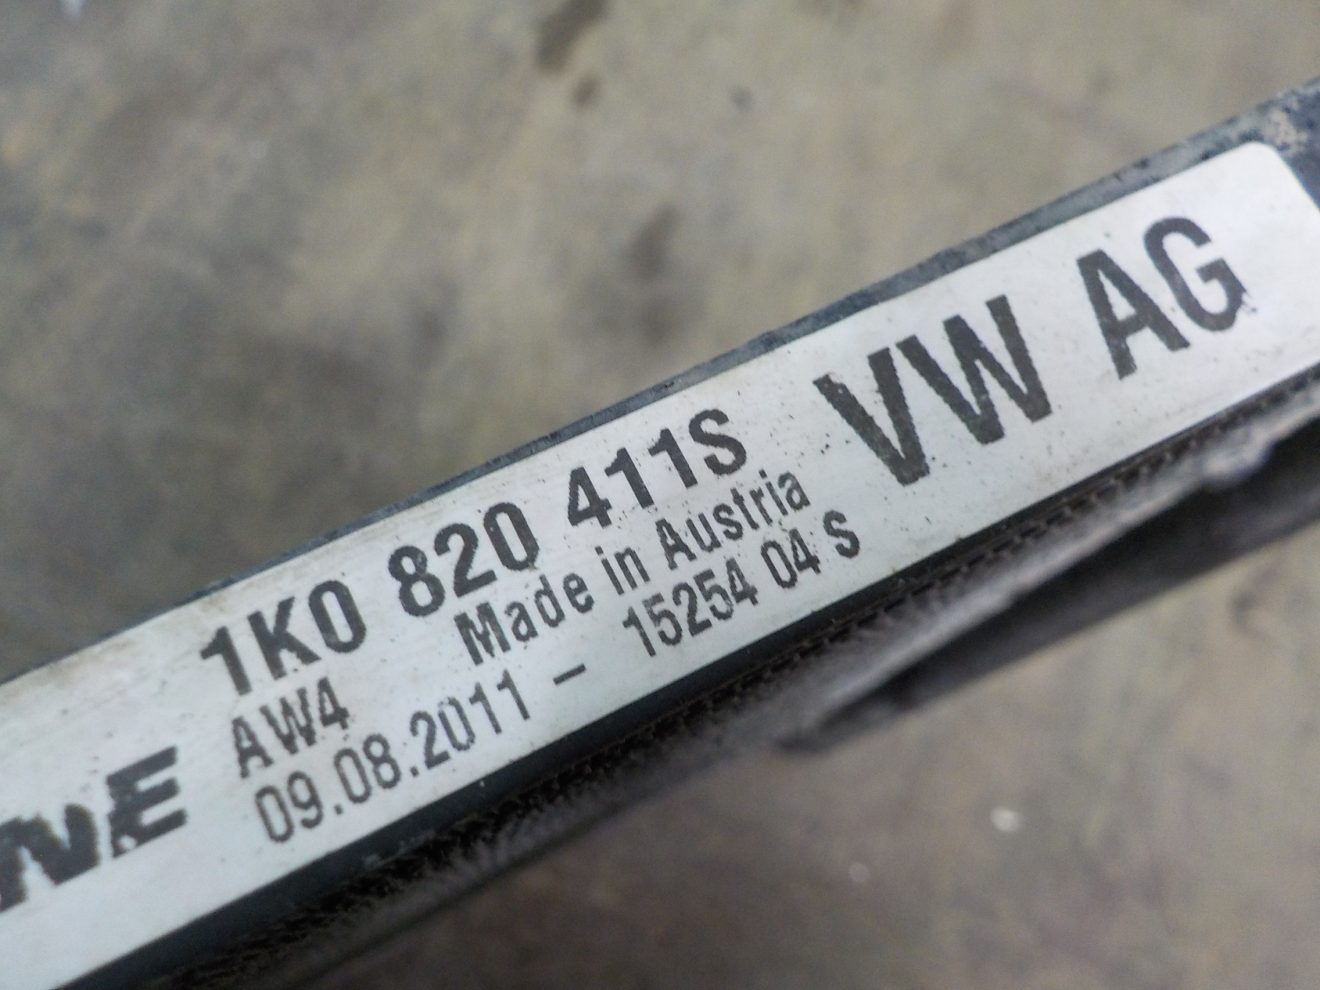 1K0 820 411S
Made in Austria
AW4
09.08.2011 - 15254 04 S
VW AG